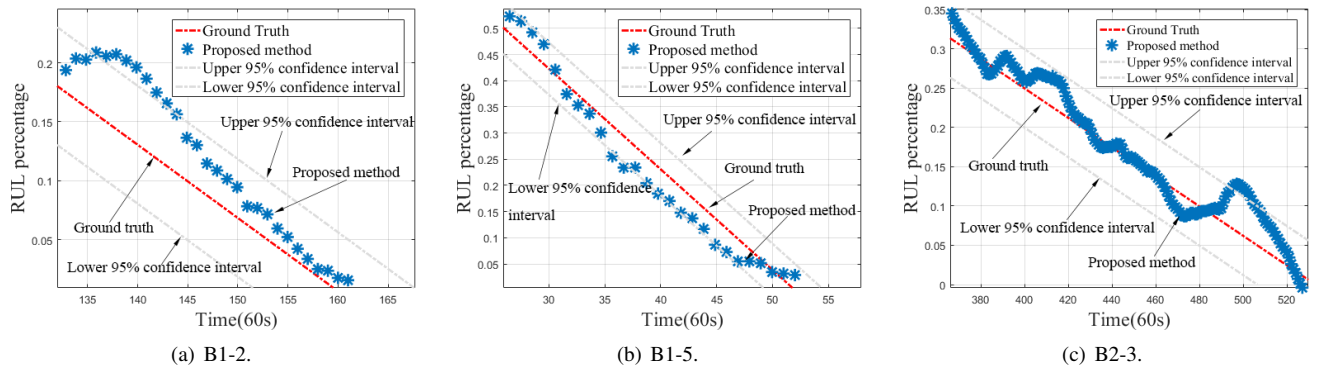 Ground Truth
Proposed method
Upper 95% confidence interval
Lower 95% confidence interval
0.2
0.15
0.1
0.05
RUL percentage
Upper 95% confidence interval
Proposed method
Ground truth
Lower 95% confidence interval
135 140 145 150 155 160 165
Time(60s)
(a) B1-2.
Ground Truth
Proposed method
Upper 95% confidence interval
Lower 95% confidence interval
0.5
0.45
0.4
0.35
0.3
0.25
0.2
0.15
0.1
0.05
RUL percentage
Upper 95%
confidence interval
Ground truth
Lower 95% confidence
interval
Proposed method
30 35 40 45 50 55
Time(60s)
(b) B1-5.
Ground Truth
Proposed method
Upper 95% confidence interval
Lower 95% confidence interval
0.35
0.3
0.25
0.2
0.15
0.1
0.05
0
RUL percentage
Upper 95%
confidence interval
Ground truth
Lower 95% confidence
interval
Proposed method
380 400 420 440 460 480 500 520
Time(60s)
(c) B2-3.